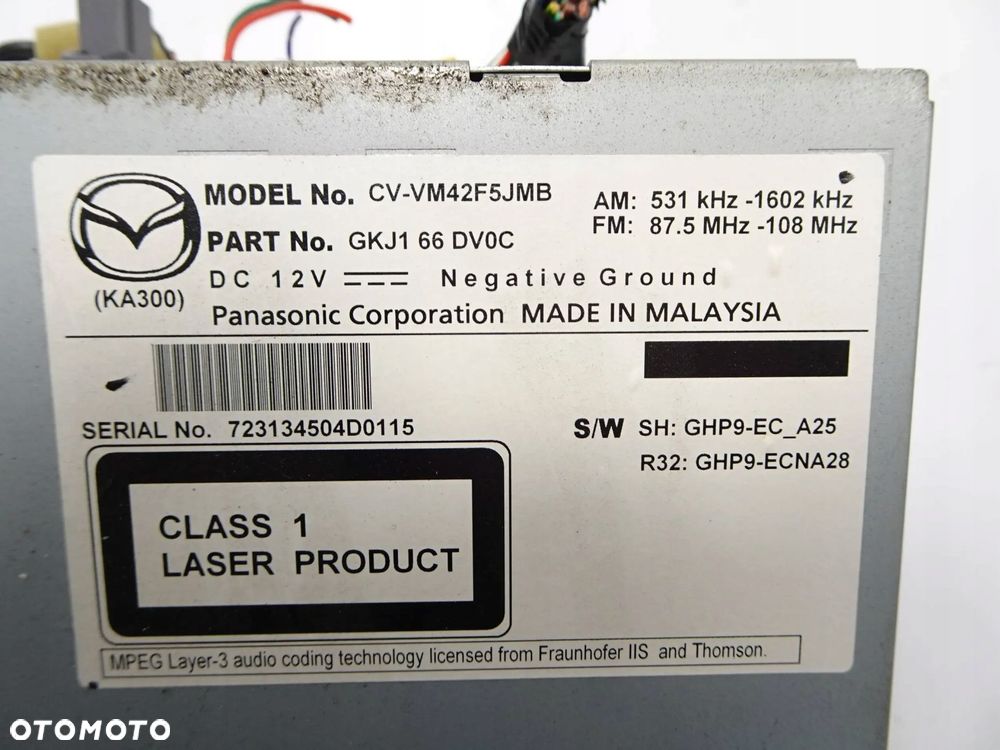 MODEL No. CV-VM42F5JMB
AM: 531 kHz -1602 kHz
PART No. GKJ1 66 DV0C
FM: 87.5 MHz -108 MHz
DC 12V Negative Ground
(KA300)
Panasonic Corporation MADE IN MALAYSIA
SERIAL No. 723134504D0115
S/W SH: GHP9-EC_A25
R32: GHP9-ECNA28
CLASS 1
LASER PRODUCT
MPEG Layer-3 audio coding technology licensed from Fraunhofer IIS and Thomson.
OTOMOTO